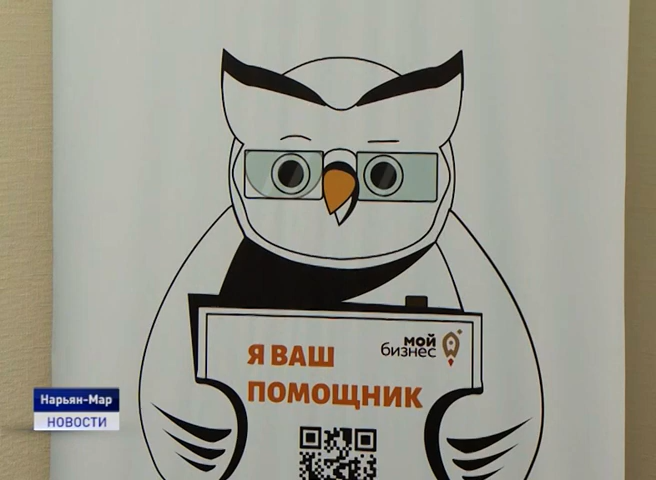 мой
бизнес
Я ВАШ
ПОМОЩНИК
Нарьян-Мар
НОВОСТИ